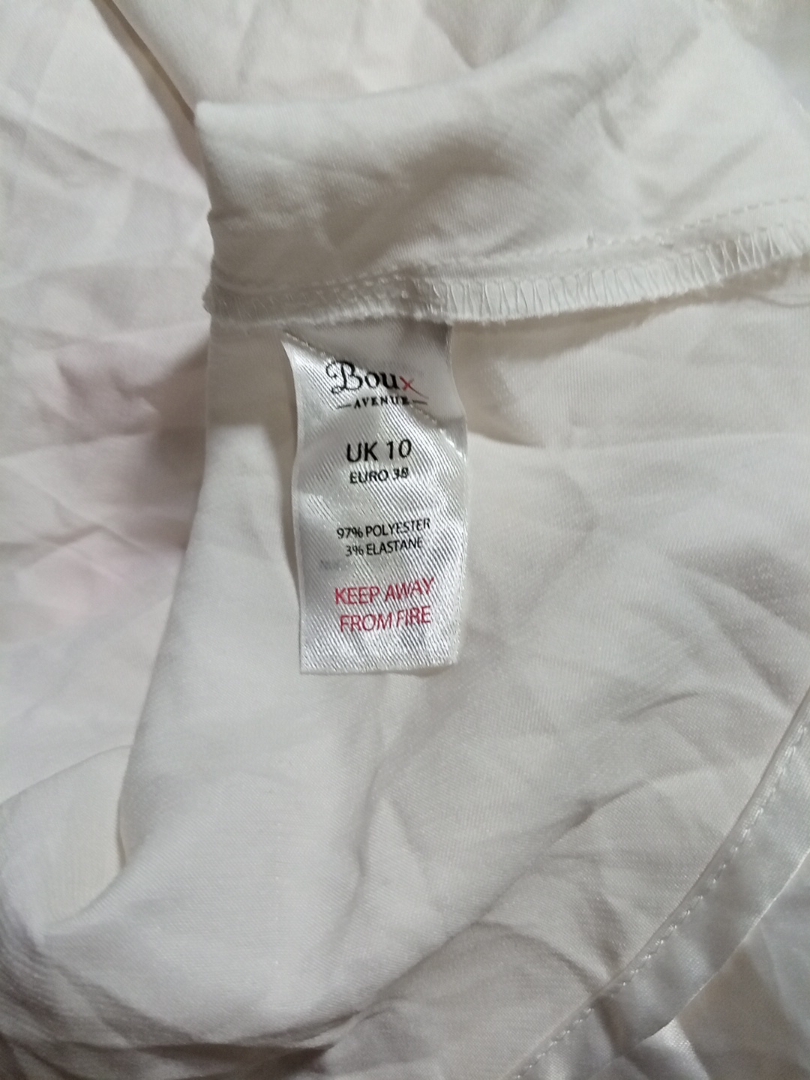 Boux
AVENUE
UK 10
EURO 38
97% POLYESTER
3% ELASTANE
KEEP AWAY
FROM FIRE